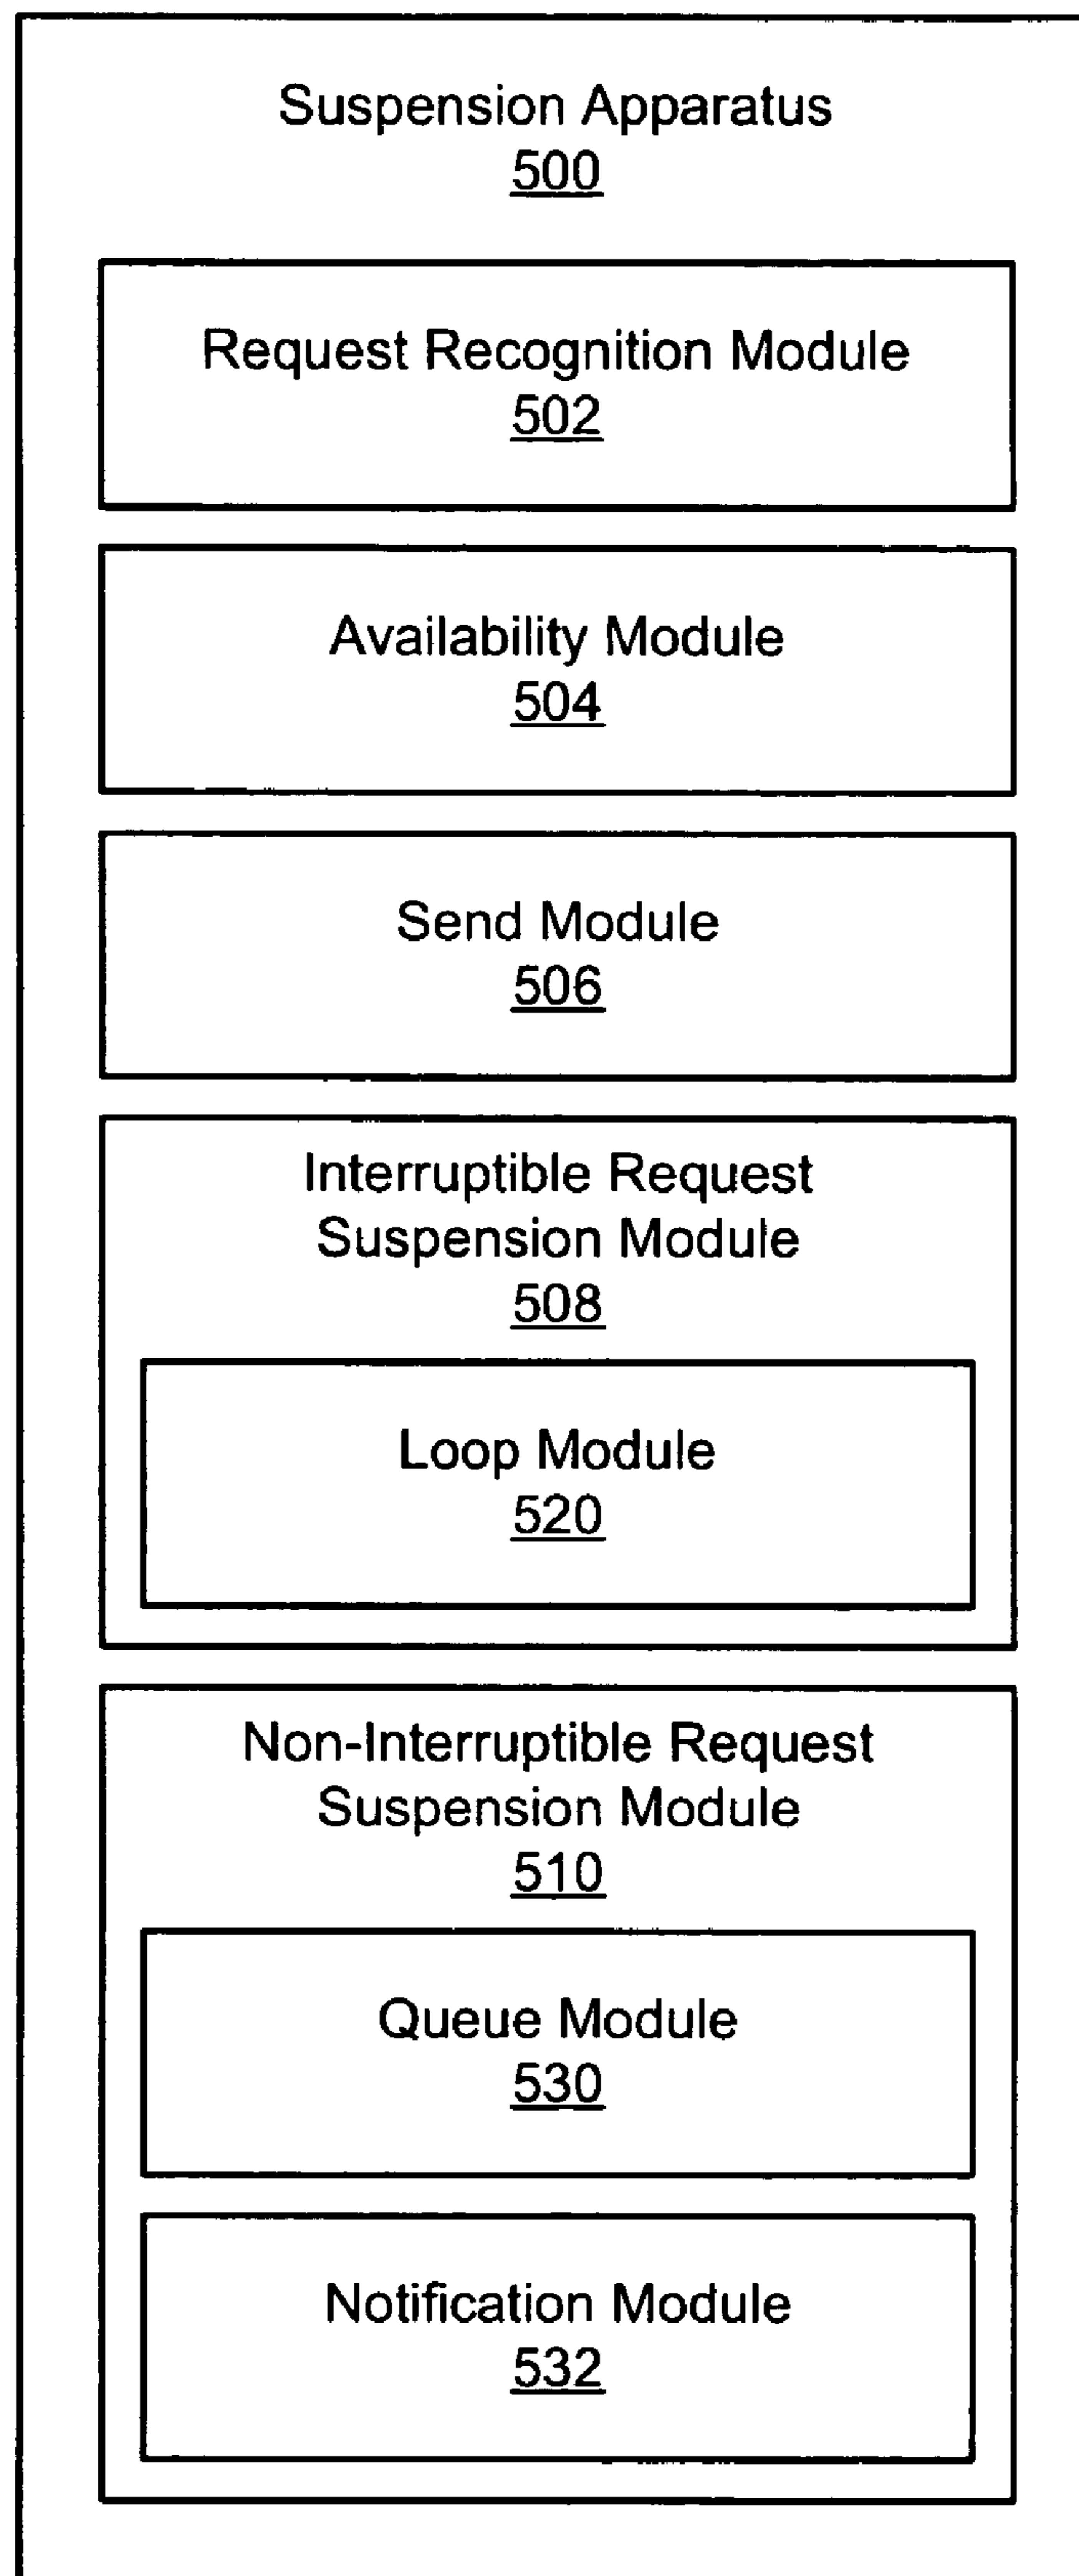 Suspension Apparatus
500
Request Recognition Module
502
Availability Module
504
Send Module
506
Interruptible Request
Suspension Module
508
Loop Module
520
Non-Interruptible Request
Suspension Module
510
Queue Module
530
Notification Module
532